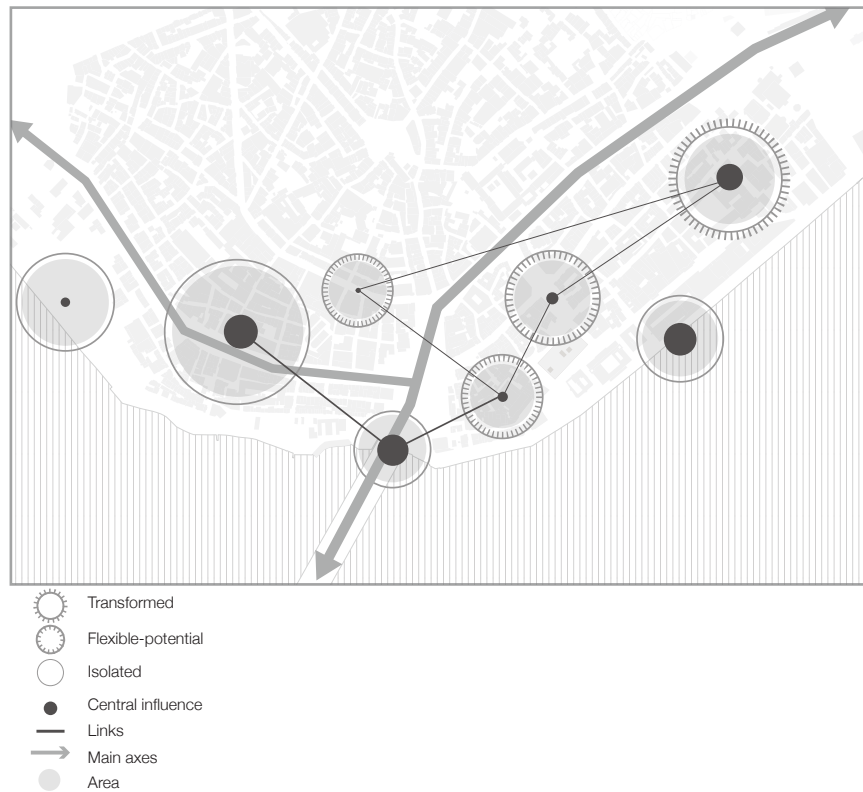 Transformed
Flexible-potential
Isolated
Central influence
Links
Main axes
Area